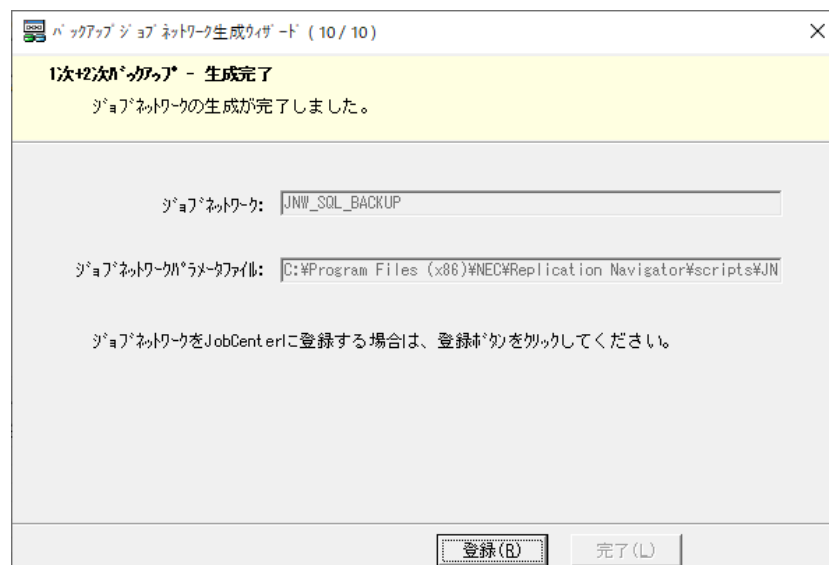 ﾊﾞｯｸｱｯﾌﾟｼﾞｮﾌﾞﾈｯﾄﾜｰｸ生成ｳｨｻﾞｰﾄﾞ ( 10 / 10 )
1次+2次ﾊﾞｯｸｱｯﾌﾟ - 生成完了
ｼﾞｮﾌﾞﾈｯﾄﾜｰｸの生成が完了しました。
ｼﾞｮﾌﾞﾈｯﾄﾜｰｸ: JNW_SQL_BACKUP
ｼﾞｮﾌﾞﾈｯﾄﾜｰｸﾊﾟﾗﾒｰﾀﾌｧｲﾙ: C:¥Program Files (x86)¥NEC¥Replication Navigator¥scripts¥JN
ｼﾞｮﾌﾞﾈｯﾄﾜｰｸをJobCenterに登録する場合は、登録ﾎﾞﾀﾝをｸﾘｯｸしてください。
登録(R) 完了(L)